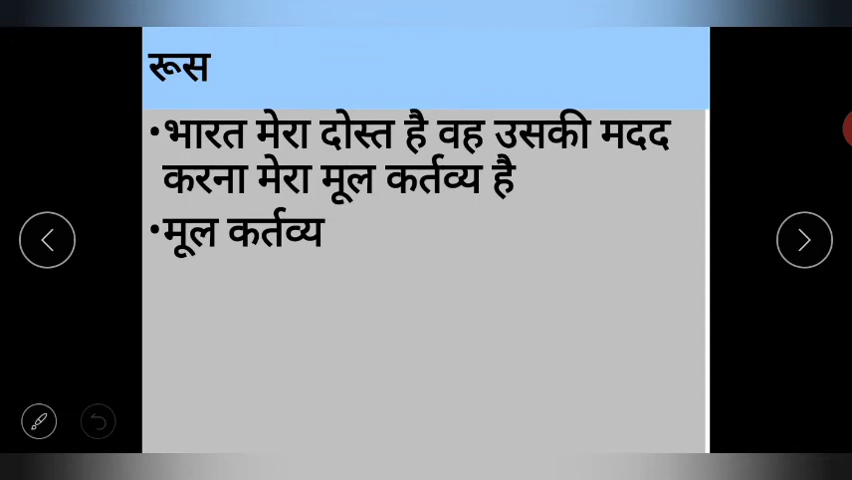 रूस
•भारत मेरा दोस्त है वह उसकी मदद
करना मेरा मूल कर्तव्य है
•मूल कर्तव्य